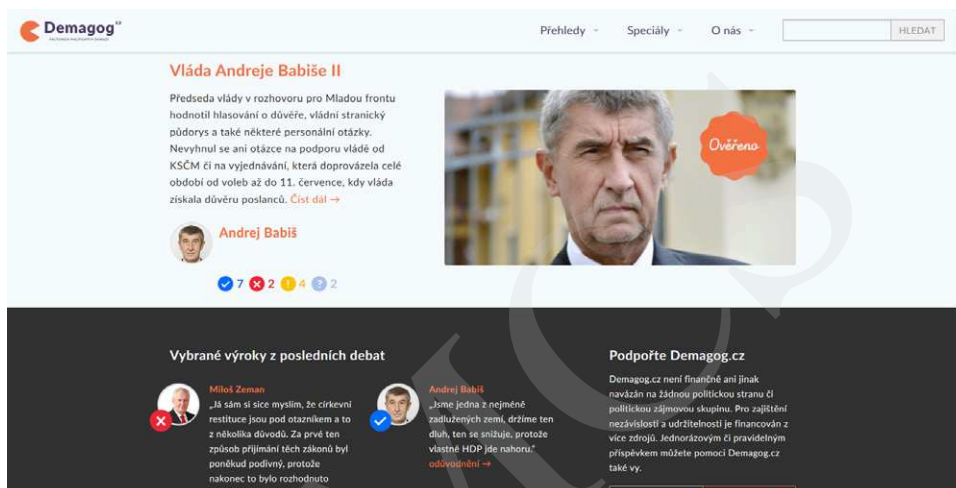 Demagog.cz
Přehledy
Speciály
O nás
HLEDAT
Vláda Andreje Babiše II
Předseda vlády v rozhovoru pro Mladou frontu
hodnotil hlasování o důvěře, vládní stranický
půdorys a také některé personální otázky.
Nevyhnul se ani otázce na podporu vládě od
KSČM či na vyjednávání, která doprovázela celé
období od voleb až do 11. července, kdy vláda
získala důvěru poslanců. Číst dál →
Ověřeno
Andrej Babiš
7 2 4 2
Vybrané výroky z posledních debat
Miloš Zeman
„Já sám si sice myslím, že církevní
restituce jsou pod otazníkem a to
z několika důvodů. Za prvé ten
způsob přijímání těch zákonů byl
poněkud podivný, protože
nakonec to bylo rozhodnuto
Andrej Babiš
„Jsme jedna z nejméně
zadlužených zemí, držíme ten
dluh, ten se snižuje, protože
vlastně HDP jde nahoru."
odůvodnění →
Podpořte Demagog.cz
Demagog.cz není finančně ani jinak
navázán na žádnou politickou stranu či
politickou zájmovou skupinu. Pro zajištění
nezávislosti a udržitelnosti je financován z
více zdrojů. Jednorázovým či pravidelným
příspěvkem můžete pomoci Demagog.cz
také vy.